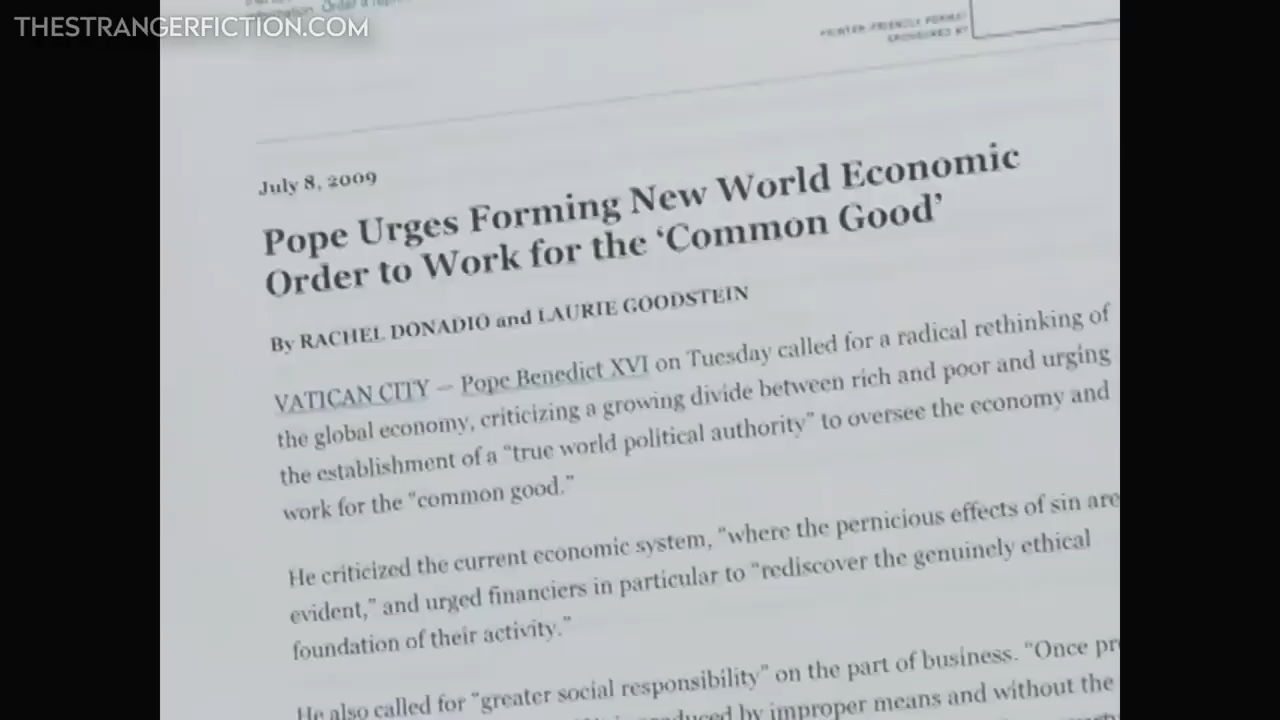 THESTRANGERFICTION.COM
PRINTER-FRIENDLY FORMAT
SPONSORED BY
July 8, 2009
Pope Urges Forming New World Economic
Order to Work for the ‘Common Good’
By RACHEL DONADIO and LAURIE GOODSTEIN
VATICAN CITY — Pope Benedict XVI on Tuesday called for a radical rethinking of
the global economy, criticizing a growing divide between rich and poor and urging
the establishment of a “true world political authority” to oversee the economy and
work for the “common good.”
He criticized the current economic system, “where the pernicious effects of sin are
evident,” and urged financiers in particular to “rediscover the genuinely ethical
foundation of their activity.”
He also called for “greater social responsibility” on the part of business. “Once pr
by improper means and without the